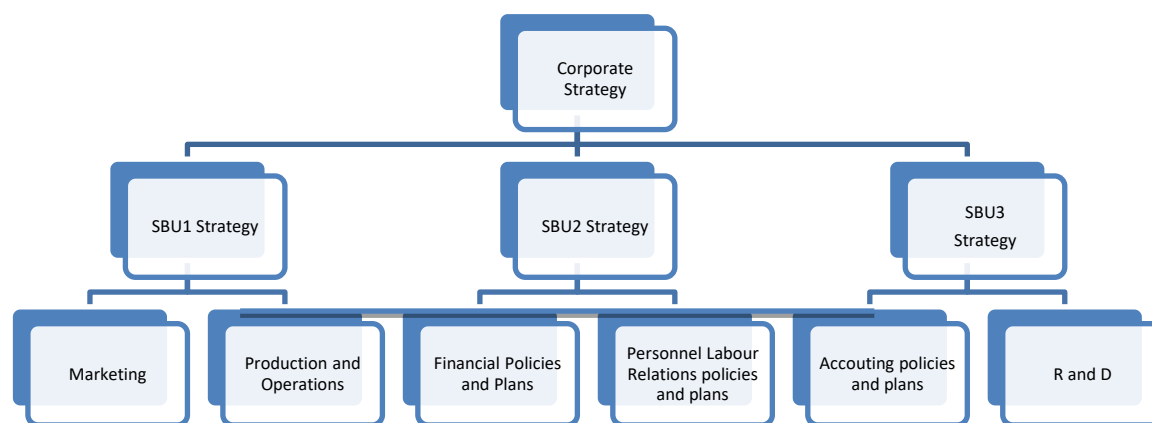 Corporate
Strategy
SBU1 Strategy
SBU2 Strategy
SBU3
Strategy
Marketing
Production and
Operations
Financial Policies
and Plans
Personnel Labour
Relations policies
and plans
Accouting policies
and plans
R and D